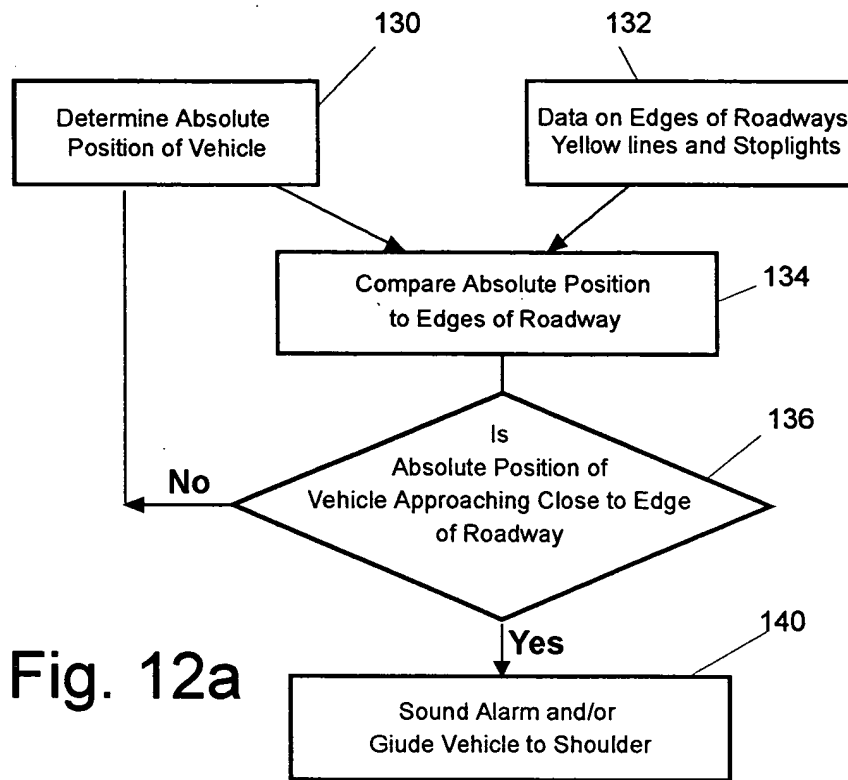 130
132
Determine Absolute
Position of Vehicle
Data on Edges of Roadways
Yellow lines and Stoplights
Compare Absolute Position
to Edges of Roadway
134
Is
Absolute Position of
Vehicle Approaching Close to Edge
of Roadway
136
No
Yes
140
Fig. 12a
Sound Alarm and/or
Giude Vehicle to Shoulder